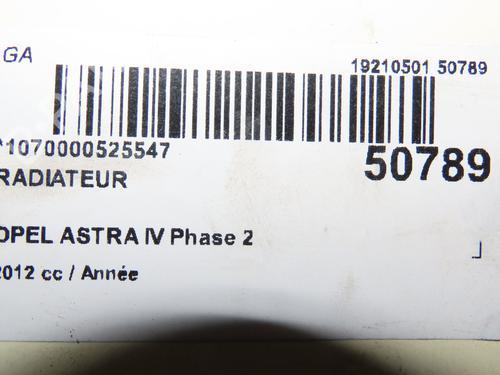 GA
19210501 50789
*1070000525547
50789
RADIATEUR
OPEL ASTRA IV Phase 2
2012 cc / Année